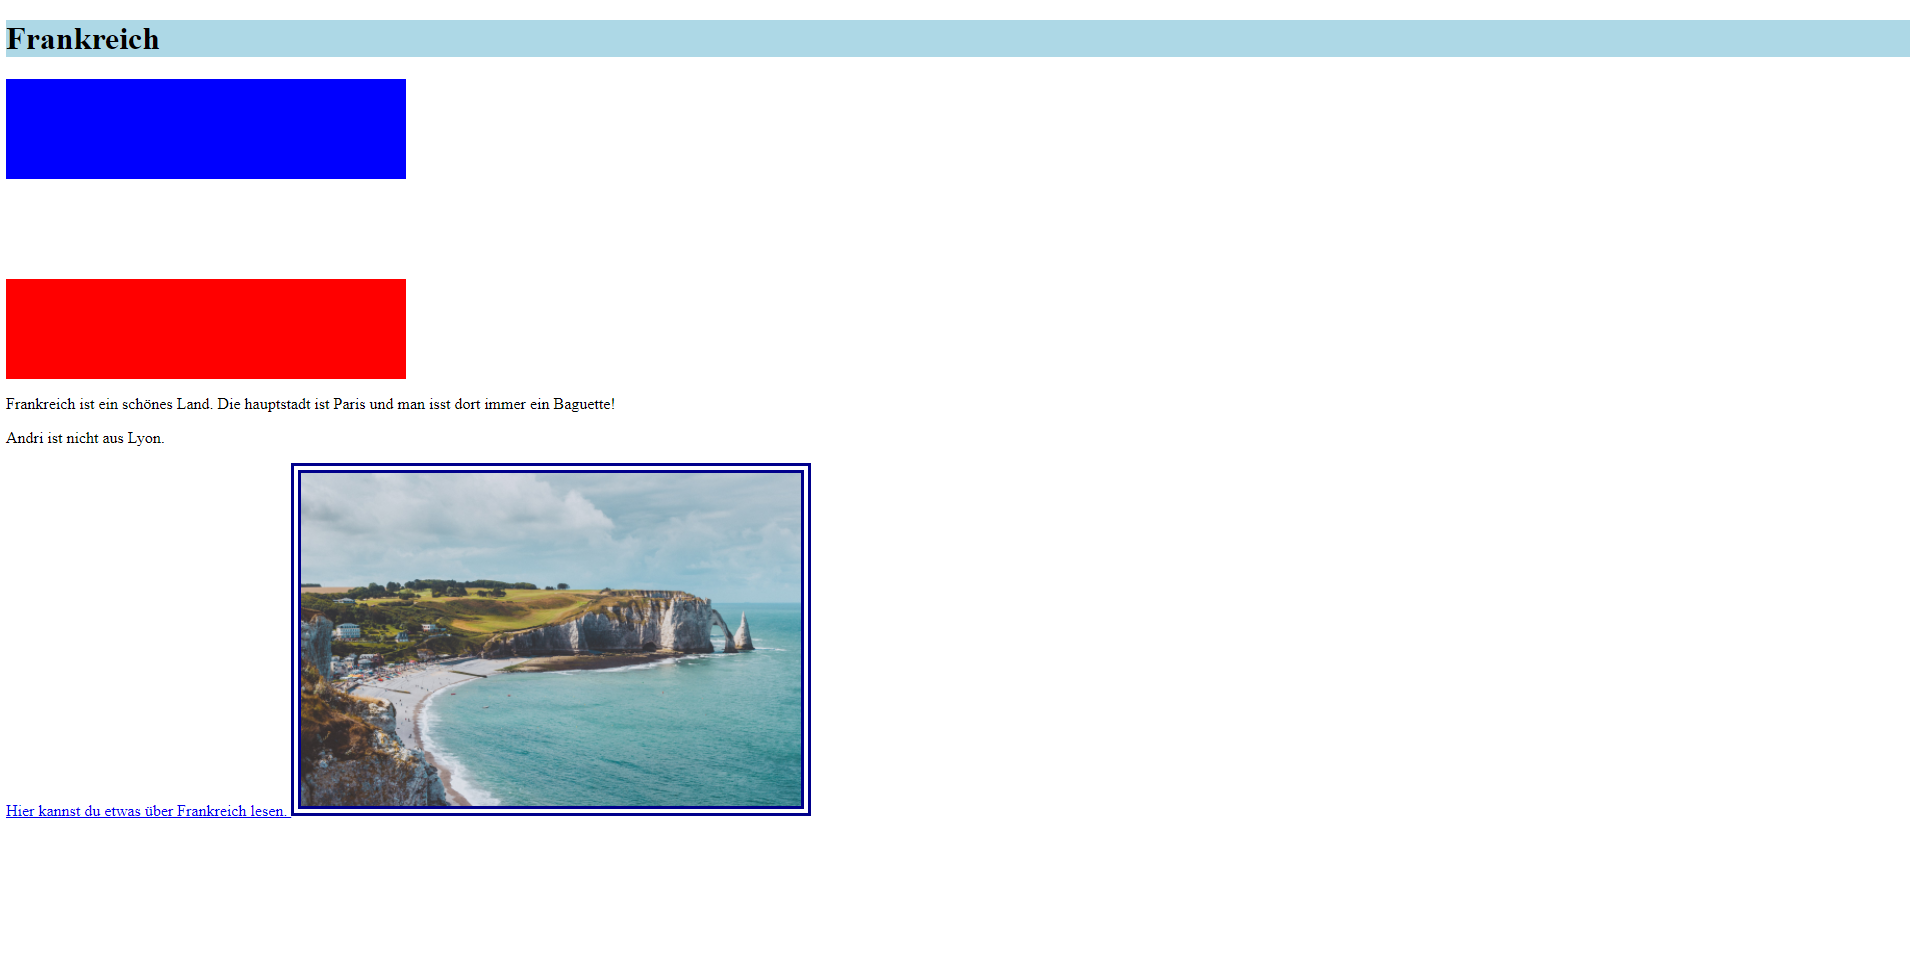 Frankreich
Frankreich ist ein schönes Land. Die hauptstadt ist Paris und man isst dort immer ein Baguette!
Andri ist nicht aus Lyon.
Hier kannst du etwas über Frankreich lesen.